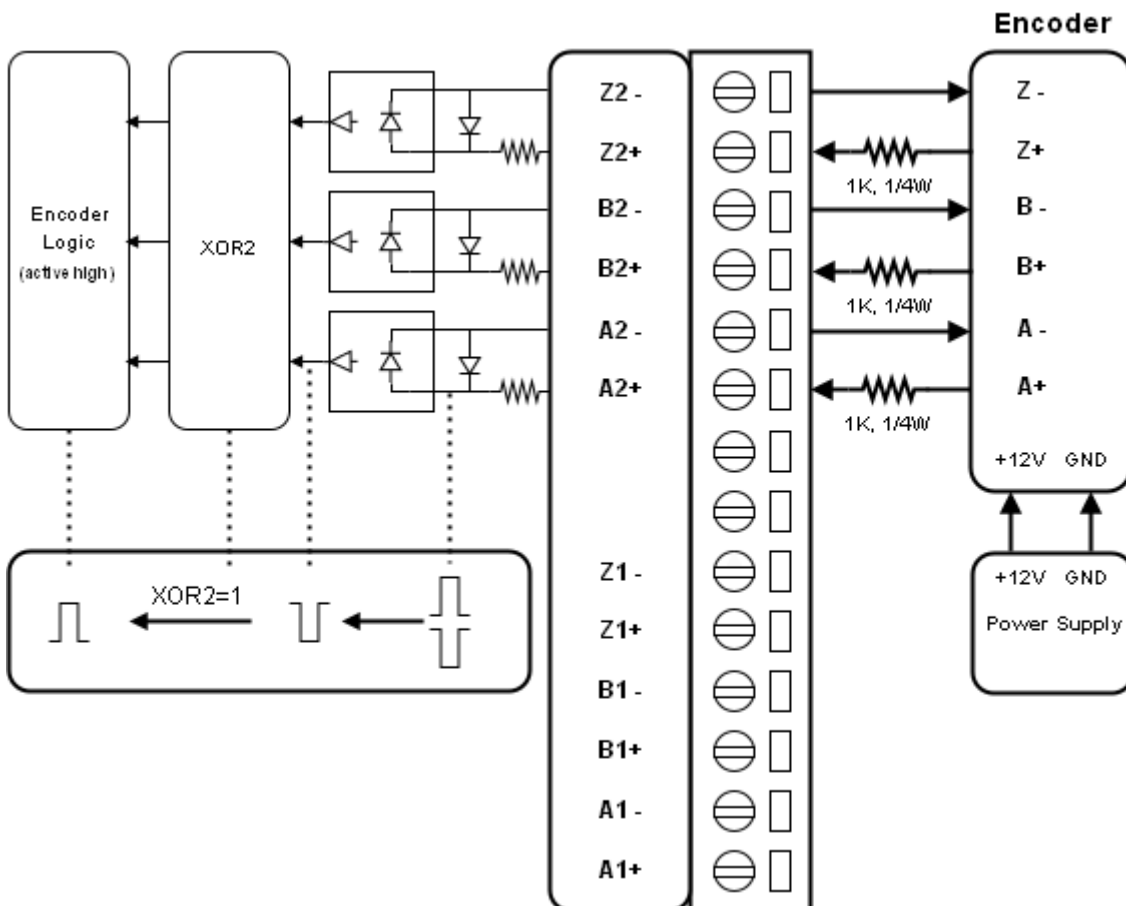 Encoder
Encoder
Logic
(active high)
XOR2
Z2 -
Z2+
B2 -
B2+
A2 -
A2+
Z1 -
Z1+
B1 -
B1+
A1 -
A1+
1K, 1/4W
1K, 1/4W
1K, 1/4W
Z -
Z+
B -
B+
A -
A+
+12V GND
+12V GND
Power Supply
XOR2=1